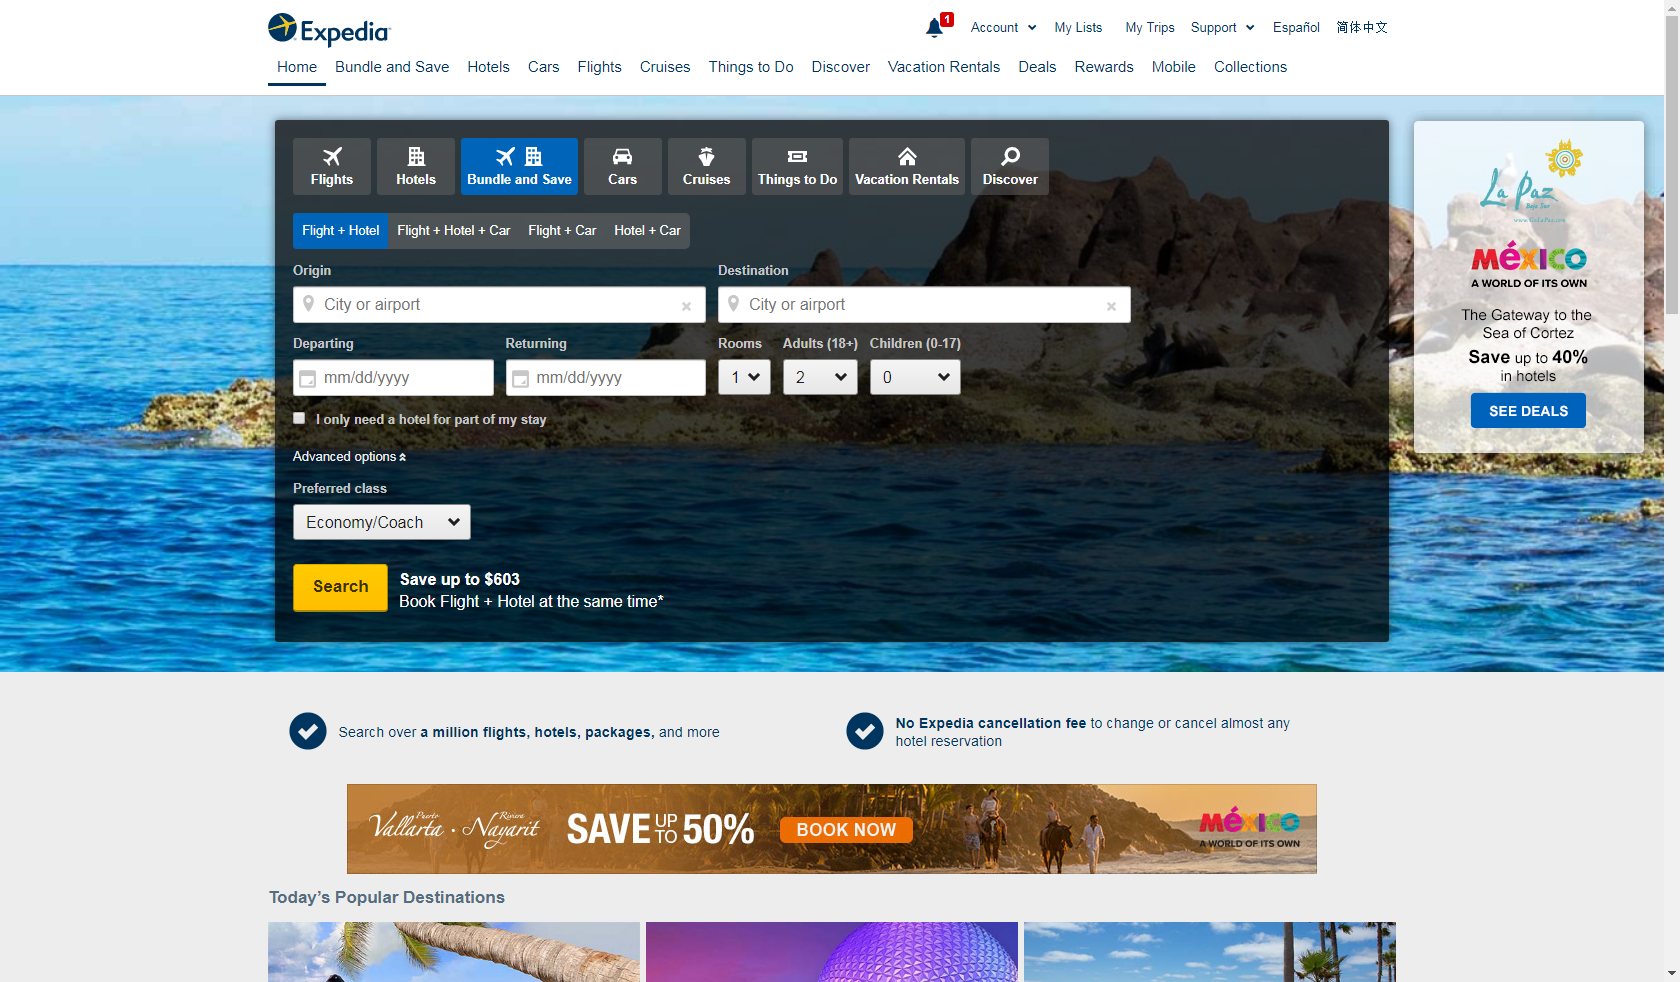 Expedia
1
Account
My Lists
My Trips
Support
Español
简体中文
Home
Bundle and Save
Hotels
Cars
Flights
Cruises
Things to Do
Discover
Vacation Rentals
Deals
Rewards
Mobile
Collections
Flights
Hotels
Bundle and Save
Cars
Cruises
Things to Do
Vacation Rentals
Discover
Flight + Hotel
Flight + Hotel + Car
Flight + Car
Hotel + Car
Origin
Destination
City or airport
City or airport
Departing
Returning
Rooms
Adults (18+)
Children (0-17)
mm/dd/yyyy
mm/dd/yyyy
1
2
0
I only need a hotel for part of my stay
Advanced options
Preferred class
Economy/Coach
Search
Save up to $603
Book Flight + Hotel at the same time*
La Paz
Baja Sur
México
A WORLD OF ITS OWN
The Gateway to the
Sea of Cortez
Save up to 40%
in hotels
SEE DEALS
Search over a million flights, hotels, packages, and more
No Expedia cancellation fee to change or cancel almost any
hotel reservation
Puerto Vallarta · Riviera Nayarit
SAVE UP TO 50%
BOOK NOW
México
A WORLD OF ITS OWN
Today’s Popular Destinations